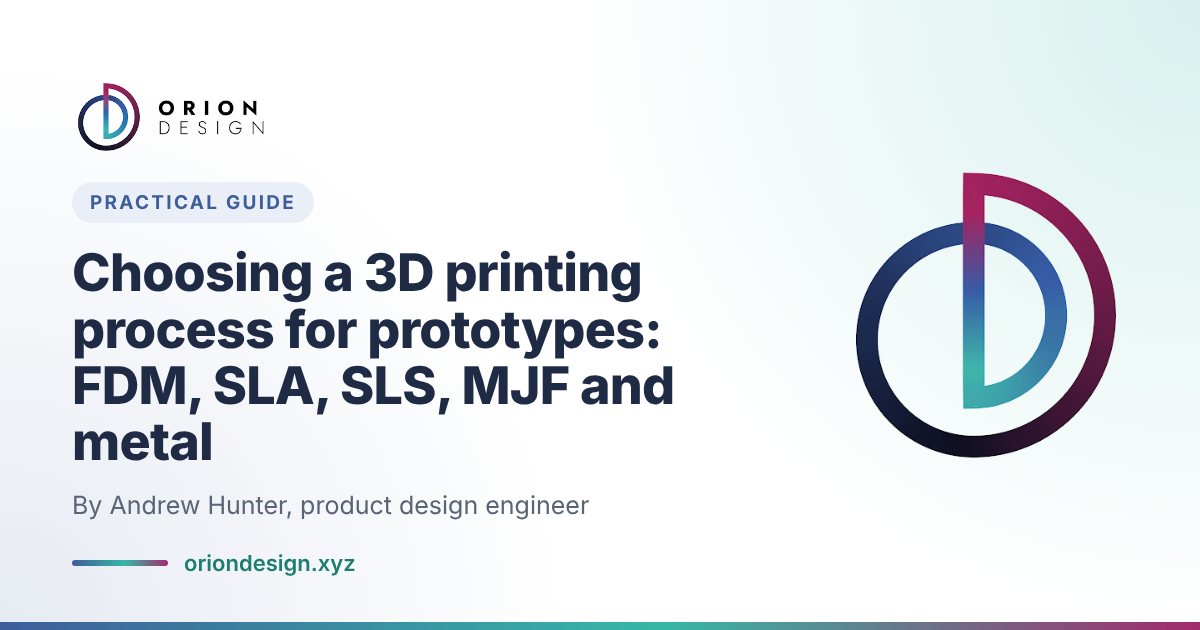 ORION
DESIGN
PRACTICAL GUIDE
Choosing a 3D printing
process for prototypes:
FDM, SLA, SLS, MJF and
metal
By Andrew Hunter, product design engineer
oriondesign.xyz